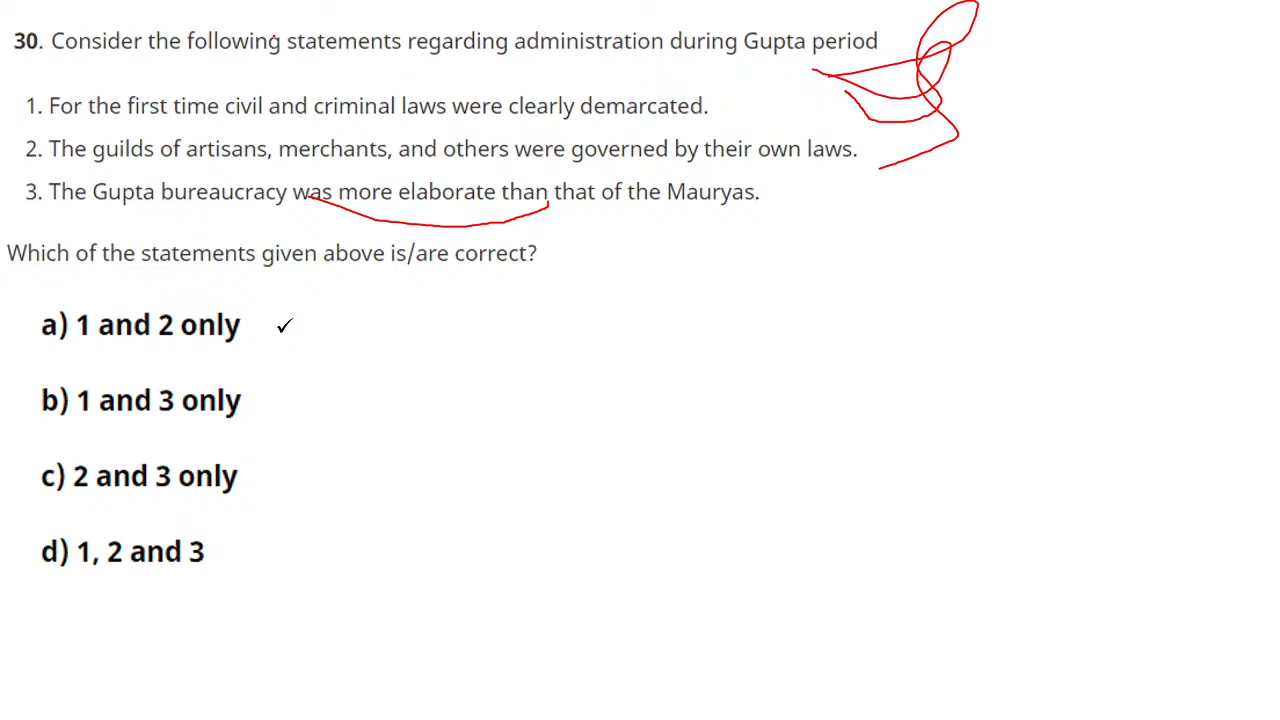 30. Consider the following statements regarding administration during Gupta period
1. For the first time civil and criminal laws were clearly demarcated.
2. The guilds of artisans, merchants, and others were governed by their own laws.
3. The Gupta bureaucracy was more elaborate than that of the Mauryas.
Which of the statements given above is/are correct?
a) 1 and 2 only ✓
b) 1 and 3 only
c) 2 and 3 only
d) 1, 2 and 3